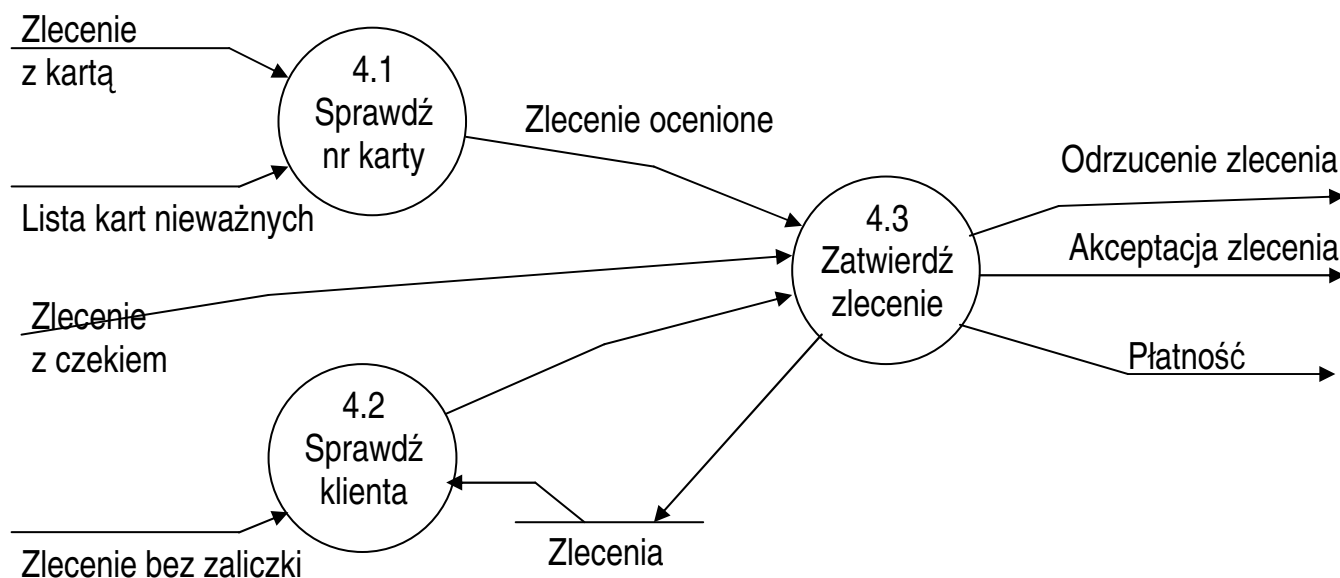 Zlecenie
z kartą
4.1
Sprawdź
nr karty
Zlecenie ocenione
Lista kart nieważnych
Odrzucenie zlecenia
4.3
Zatwierdź
zlecenie
Akceptacja zlecenia
Zlecenie
z czekiem
Płatność
4.2
Sprawdź
klienta
Zlecenie bez zaliczki
Zlecenia